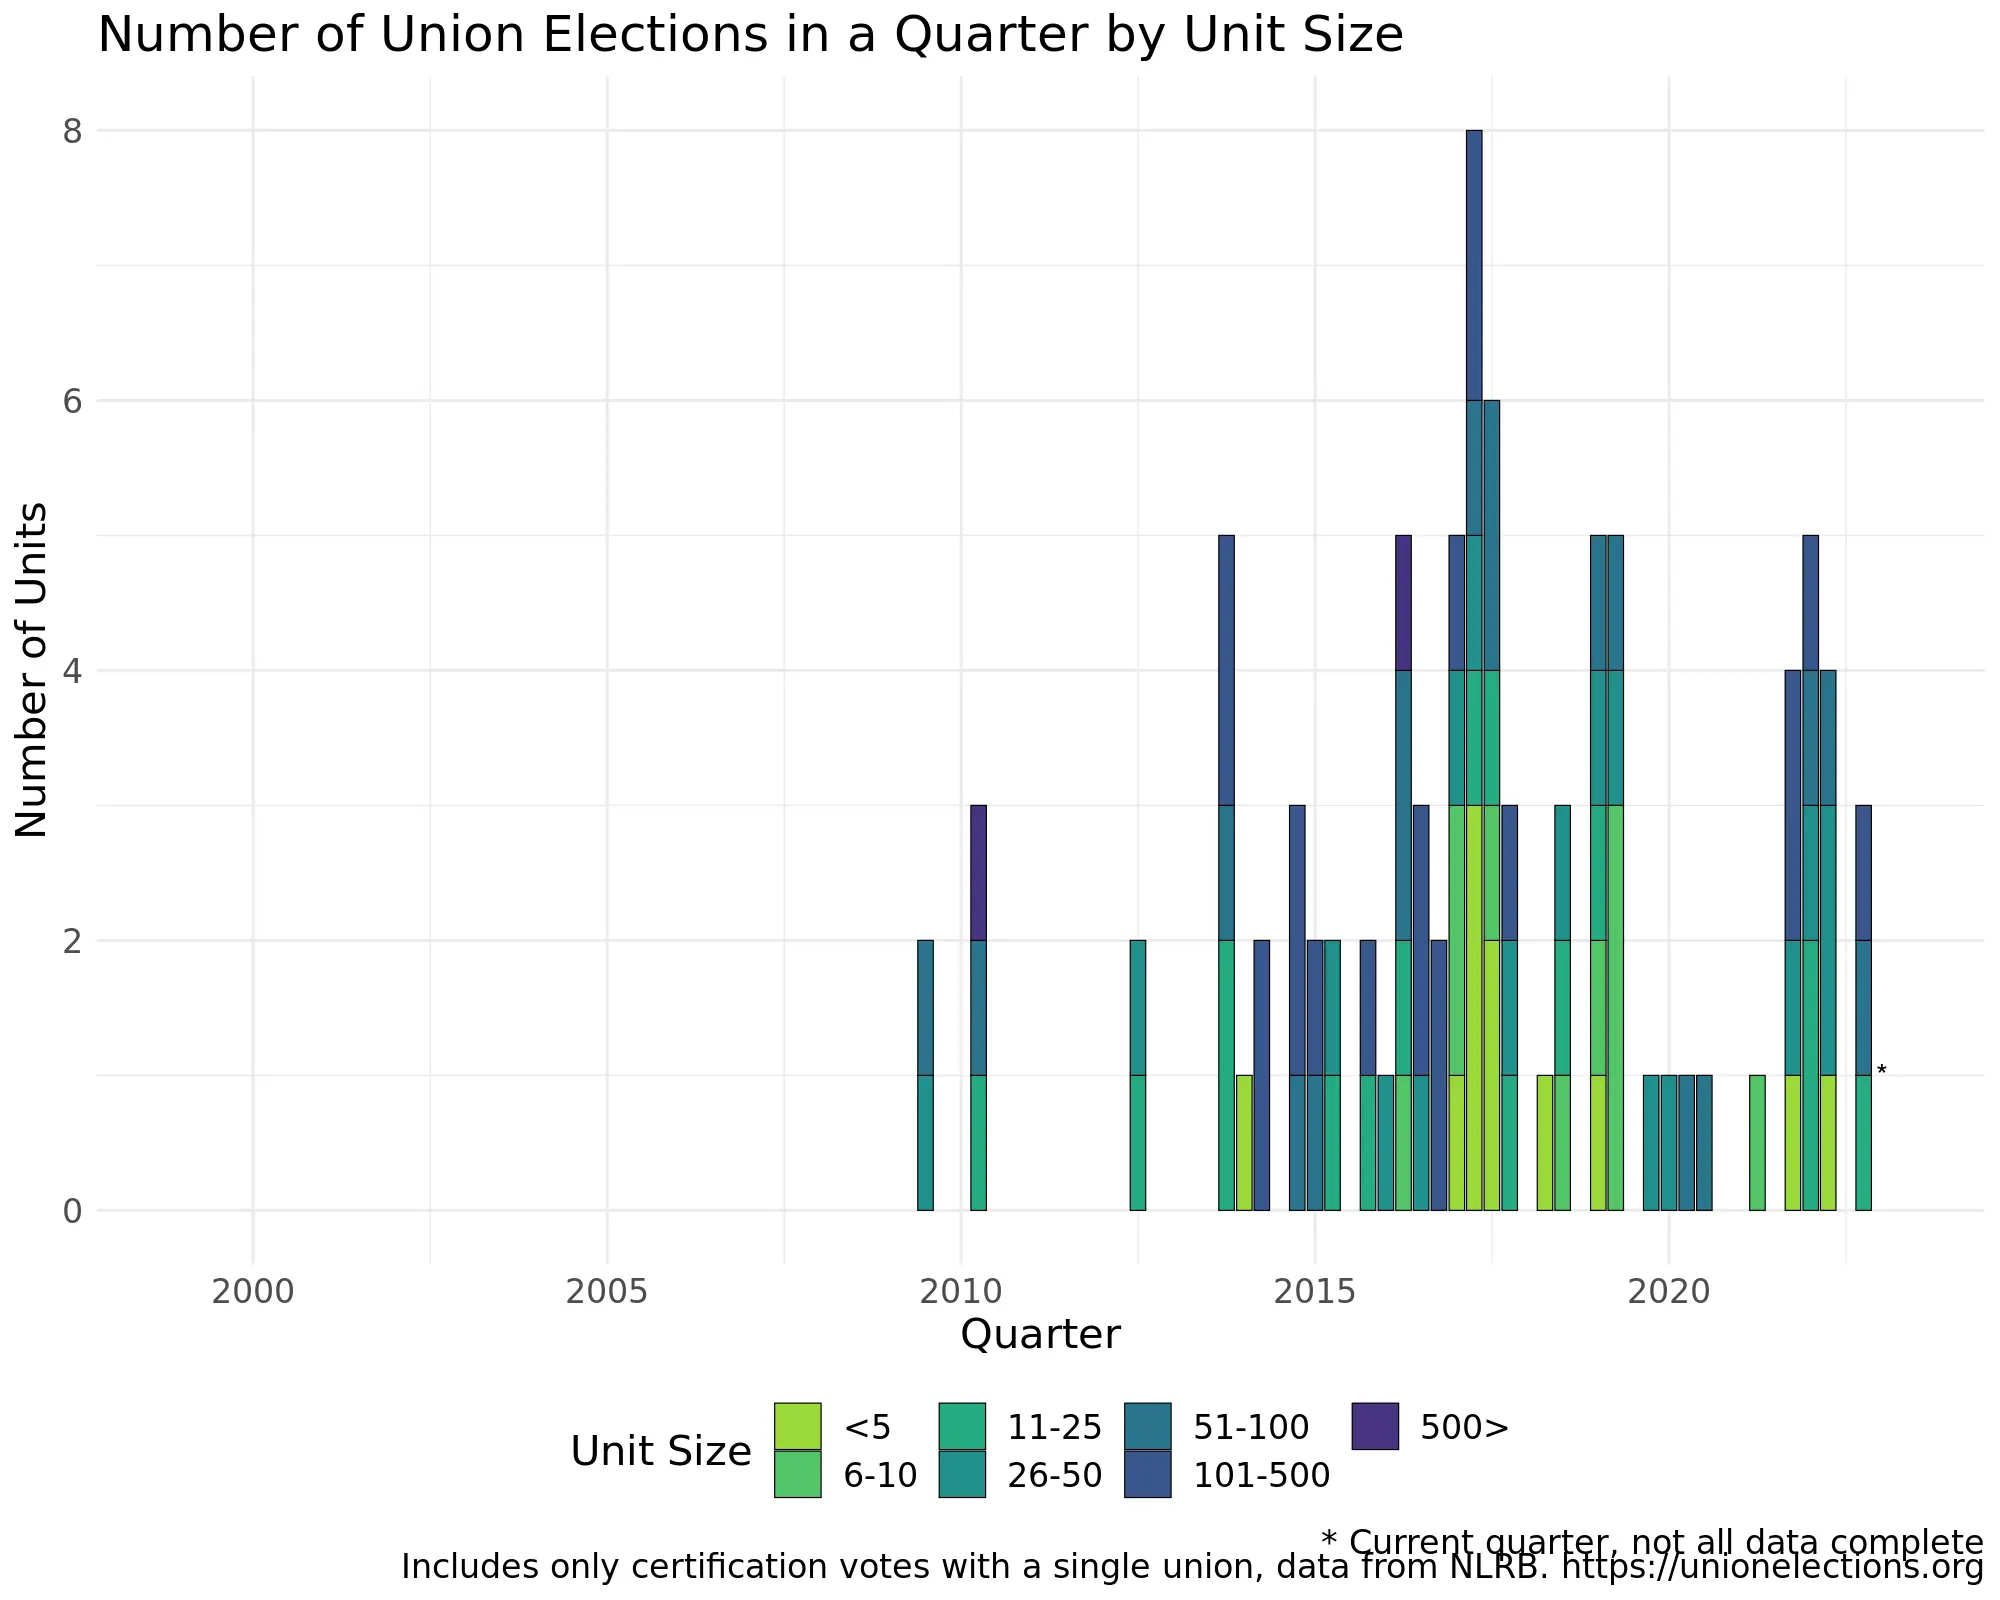 Number of Union Elections in a Quarter by Unit Size
Number of Units
8
6
4
2
0
*
2000 2005 2010 2015 2020
Quarter
Unit Size
<5 11-25 51-100 500>
6-10 26-50 101-500
* Current quarter, not all data complete
Includes only certification votes with a single union, data from NLRB. https://unionelections.org